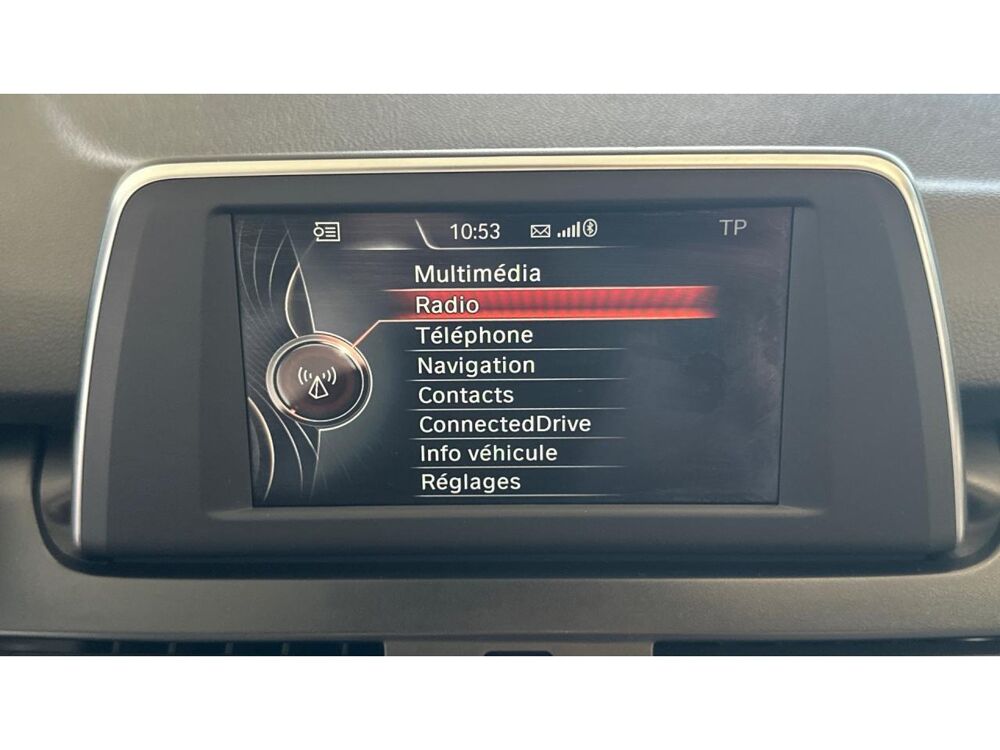 10:53 TP
Multimédia
Radio
Téléphone
Navigation
Contacts
ConnectedDrive
Info véhicule
Réglages